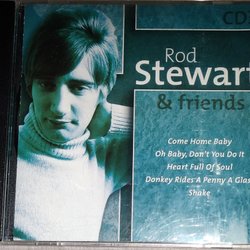 CD
Rod
Stewart
& friends
Come Home Baby
Oh Baby, Don't You Do It
Heart Full Of Soul
Donkey Rides A Penny A Glas
Shake